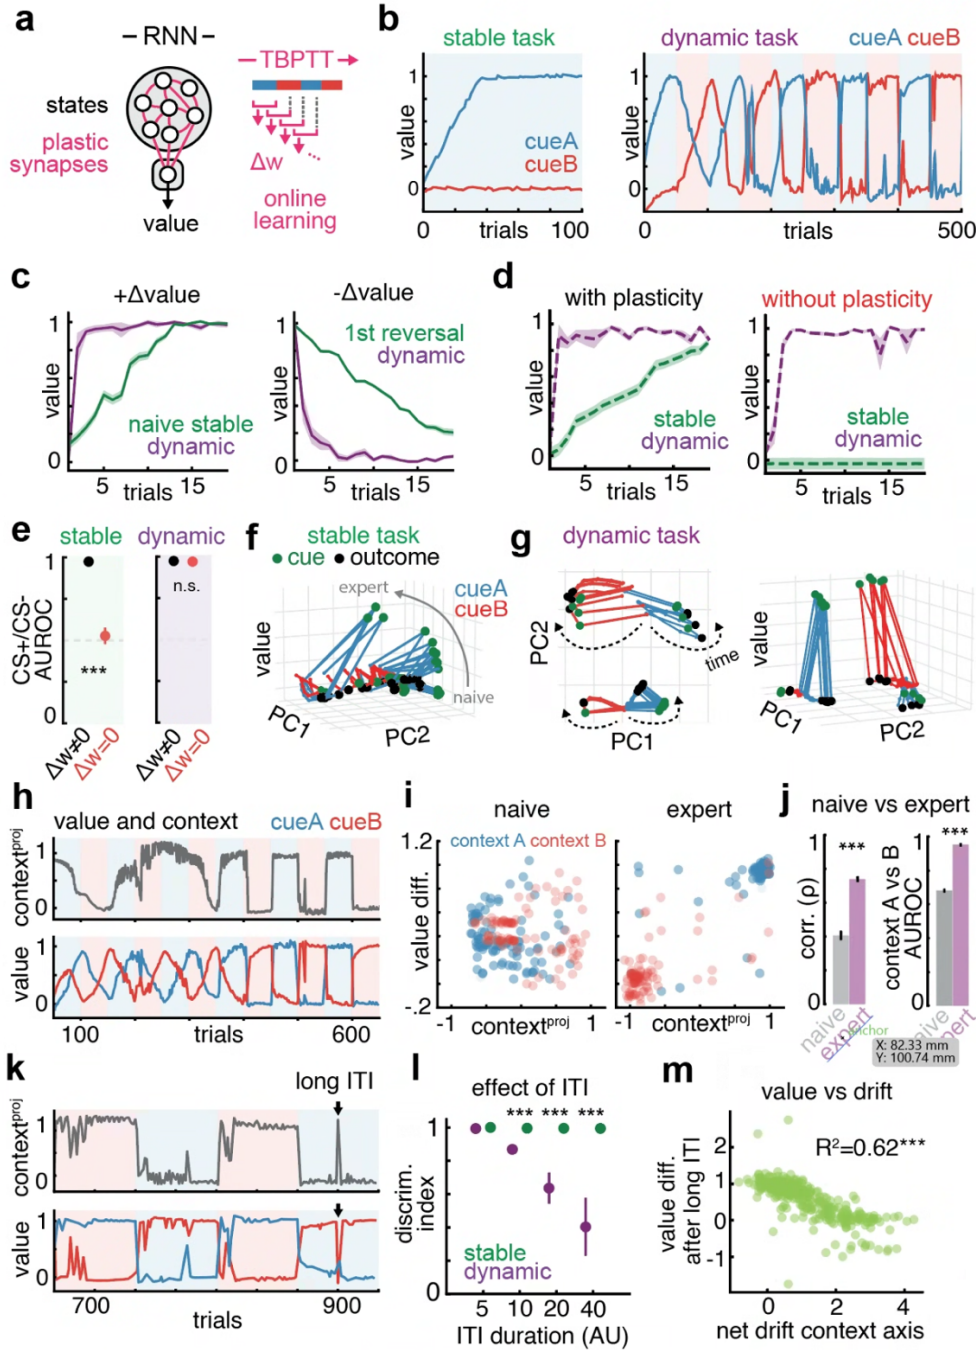 a
– RNN –
states
plastic
synapses
value
TBPTT
Δw
online
learning
b
stable task
dynamic task
cueA cueB
value
1
0
cueA
cueB
0
trials
100
value
1
0
0
trials
500
c
+Δvalue
-Δvalue
value
1
0
naive stable
dynamic
5
trials
15
value
1
0
1st reversal
dynamic
5
trials
15
d
with plasticity
without plasticity
value
1
0
stable
dynamic
5
trials
15
value
1
0
stable
dynamic
5
trials
15
e
stable
dynamic
CS+/CS-
AUROC
1
0
***
1
n.s.
Δw≠0
Δw=0
Δw≠0
Δw=0
f
stable task
cue
outcome
expert
cueA
cueB
value
naive
PC1
PC2
g
dynamic task
PC2
time
PC1
value
PC1
PC2
h
value and context
cueA cueB
contextproj
1
0
value
1
0
100
trials
600
i
naive
expert
1.2
context A context B
value diff.
-.2
-1
contextproj
1
-1
contextproj
1
j
naive vs expert
corr. (ρ)
1
0
***
naive
expert
context A vs B
AUROC
1
0
***
anchor
X: 82.33 mm
Y: 100.74 mm
k
long ITI
contextproj
1
0
value
1
0
700
trials
900
l
effect of ITI
*** *** ***
discrim.
index
1
0
stable
dynamic
5
10
20
40
ITI duration (AU)
m
value vs drift
R²=0.62***
value diff.
after long ITI
2
1
0
-1
0
2
4
net drift context axis